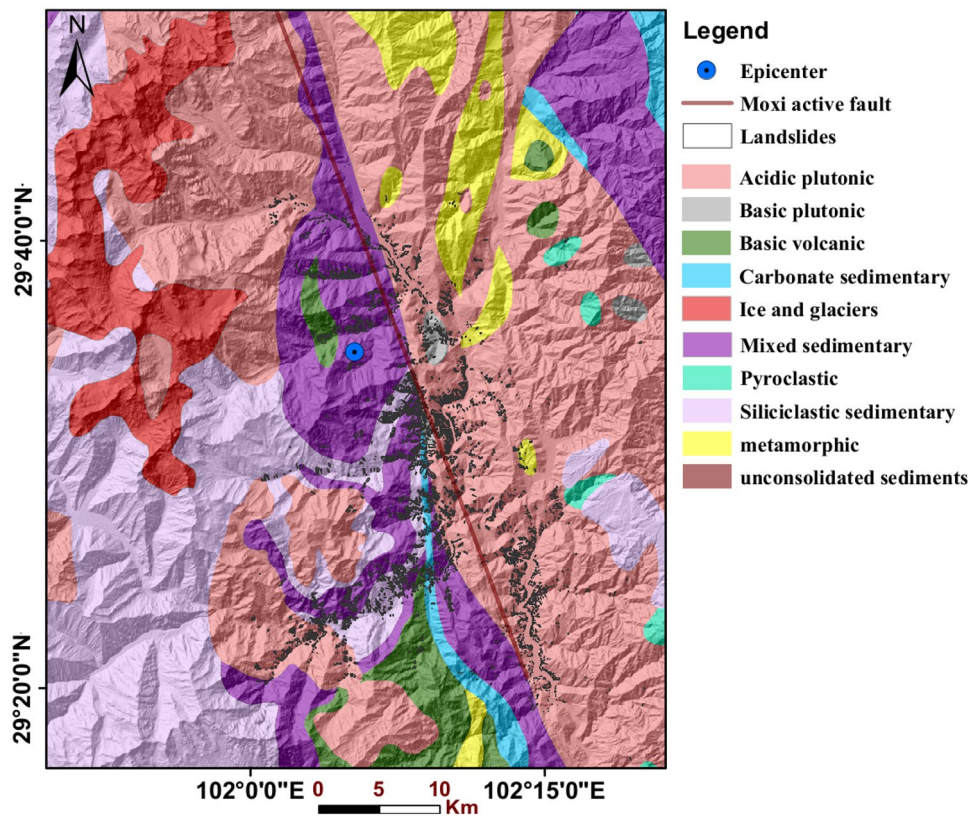 N
29°40'0"N
29°20'0"N
102°0'0"E
102°15'0"E
0 5 10
Km
Legend
Epicenter
Moxi active fault
Landslides
Acidic plutonic
Basic plutonic
Basic volcanic
Carbonate sedimentary
Ice and glaciers
Mixed sedimentary
Pyroclastic
Siliciclastic sedimentary
metamorphic
unconsolidated sediments